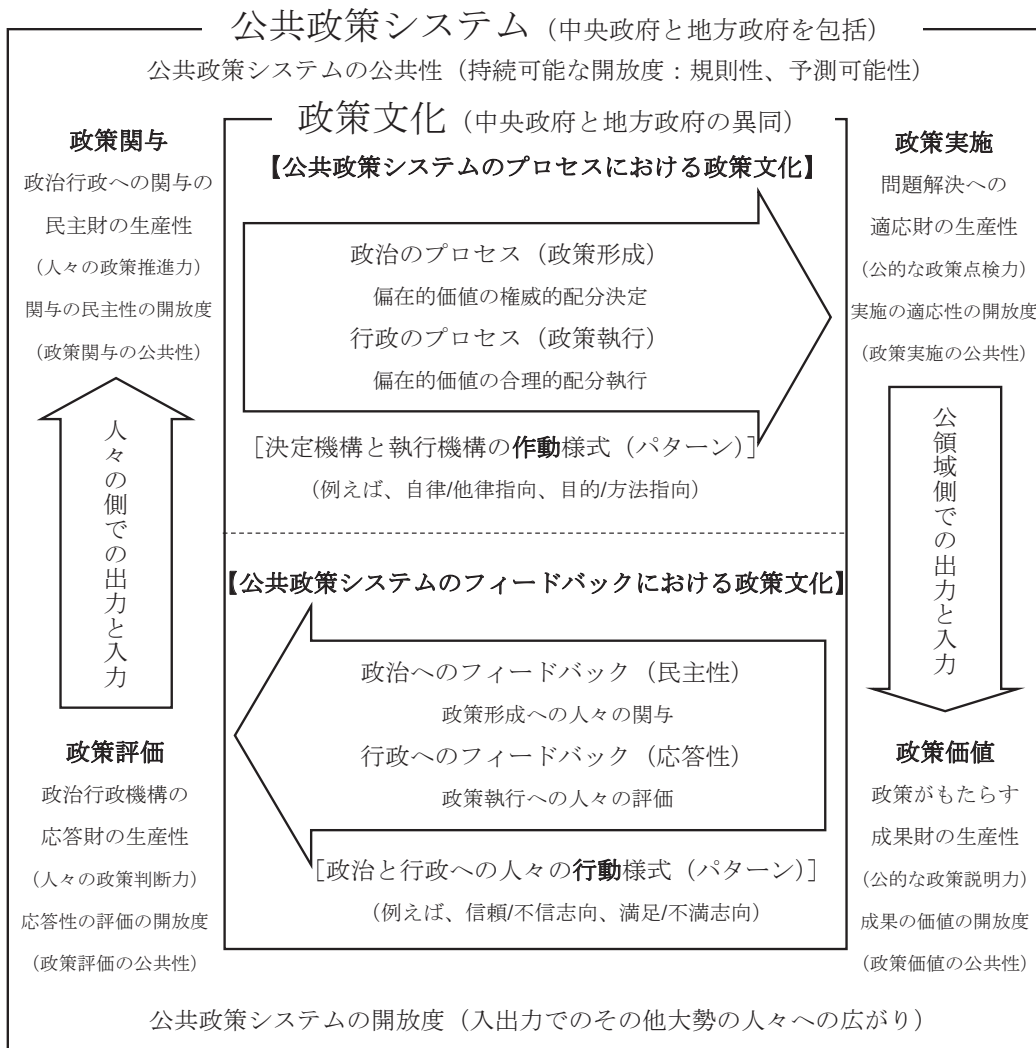 公共政策システム（中央政府と地方政府を包括）
公共政策システムの公共性（持続可能な開放度：規則性、予測可能性）
政策文化（中央政府と地方政府の異同）
政策関与
政治行政への関与の
民主財の生産性
（人々の政策推進力）
関与の民主性の開放度
（政策関与の公共性）
【公共政策システムのプロセスにおける政策文化】
政治のプロセス（政策形成）
偏在的価値の権威的配分決定
行政のプロセス（政策執行）
偏在的価値の合理的配分執行
［決定機構と執行機構の作動様式（パターン）］
（例えば、自律/他律指向、目的/方法指向）
政策実施
問題解決への
適応財の生産性
（公的な政策点検力）
実施の適応性の開放度
（政策実施の公共性）
人々の側での出力と入力
公領域側での出力と入力
【公共政策システムのフィードバックにおける政策文化】
政治へのフィードバック（民主性）
政策形成への人々の関与
行政へのフィードバック（応答性）
政策執行への人々の評価
［政治と行政への人々の行動様式（パターン）］
（例えば、信頼/不信志向、満足/不満志向）
政策評価
政治行政機構の
応答財の生産性
（人々の政策判断力）
応答性の評価の開放度
（政策評価の公共性）
政策価値
政策がもたらす
成果財の生産性
（公的な政策説明力）
成果の価値の開放度
（政策価値の公共性）
公共政策システムの開放度（入出力でのその他大勢の人々への広がり）